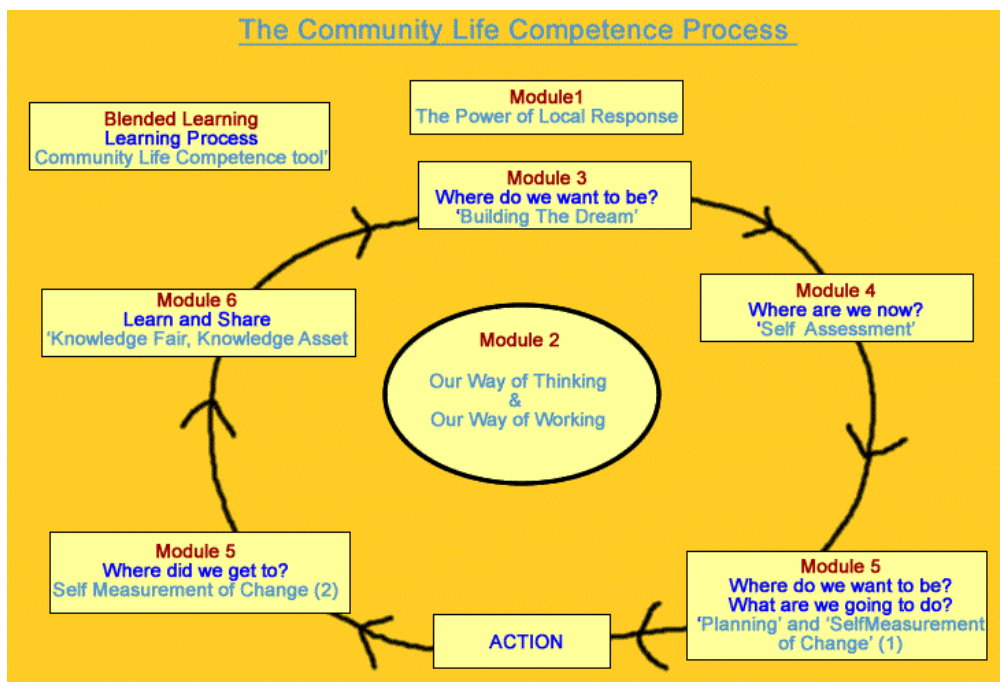 The Community Life Competence Process
Blended Learning
Learning Process
Community Life Competence tool’
Module1
The Power of Local Response
Module 3
Where do we want to be?
‘Building The Dream’
Module 4
Where are we now?
‘Self Assessment’
Module 6
Learn and Share
‘Knowledge Fair, Knowledge Asset
Module 2
Our Way of Thinking
&
Our Way of Working
Module 5
Where did we get to?
Self Measurement of Change (2)
ACTION
Module 5
Where do we want to be?
What are we going to do?
‘Planning’ and ‘SelfMeasurement
of Change’ (1)